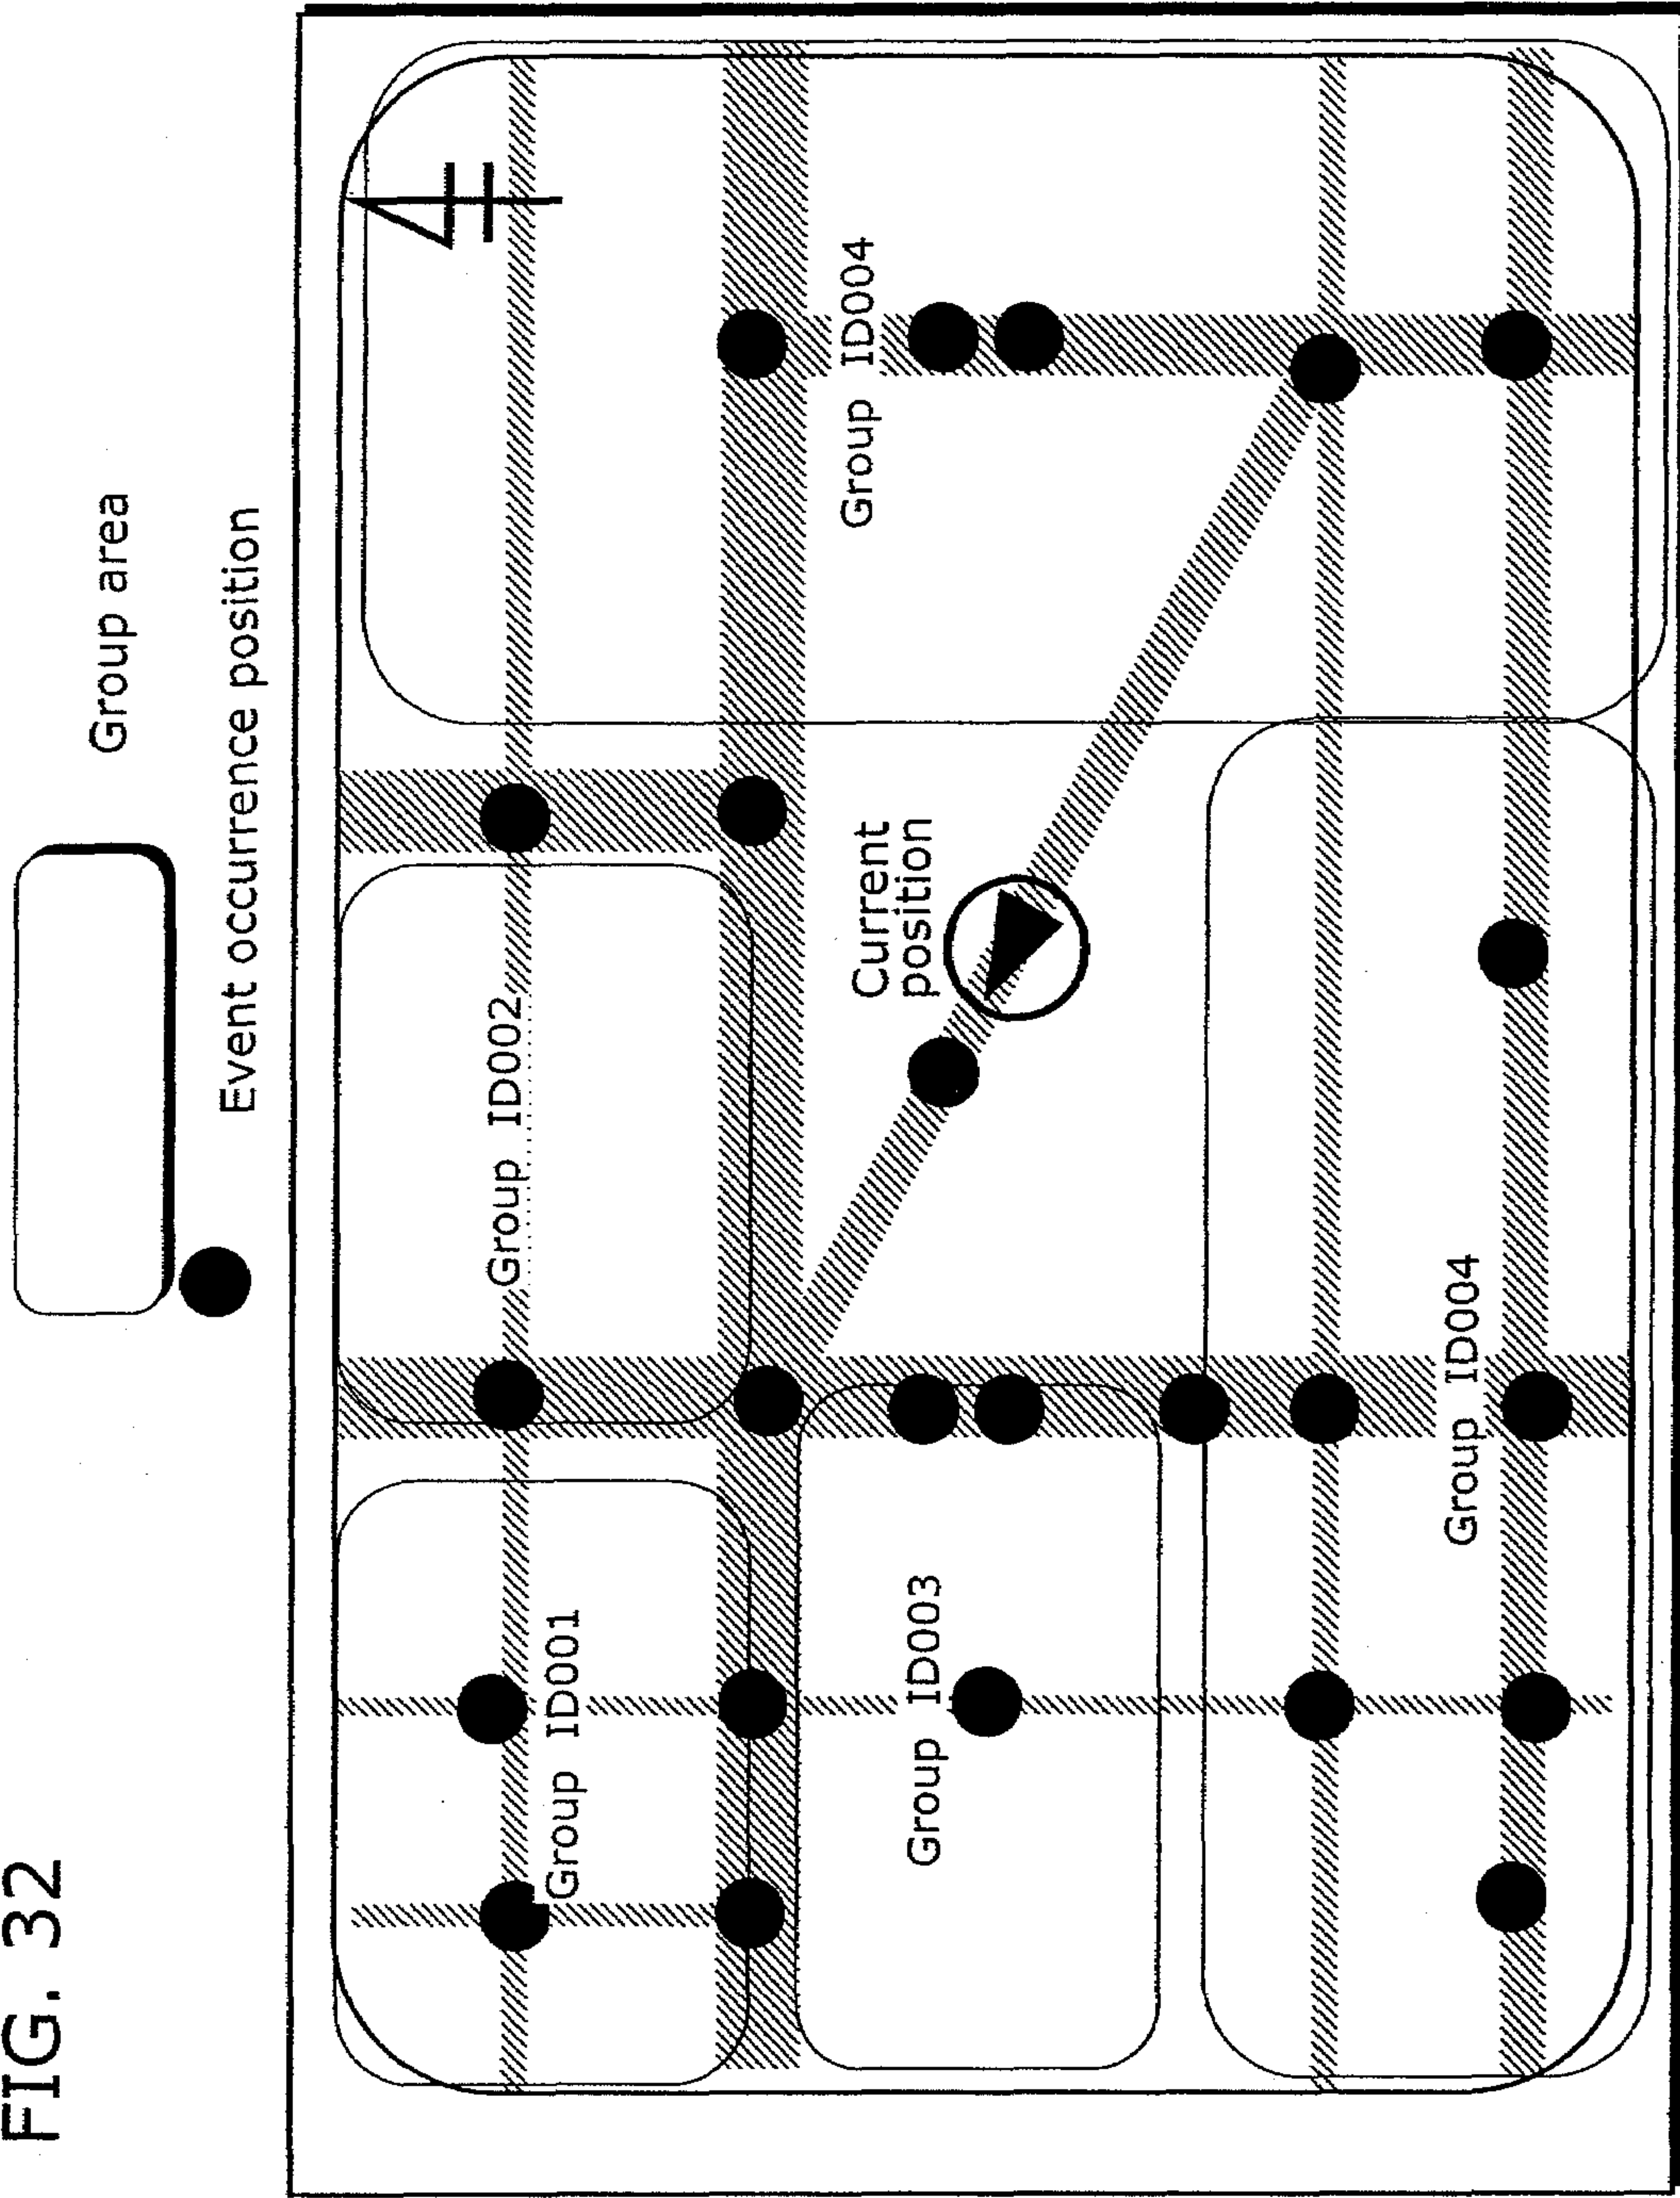 FIG. 32
Group area
Event occurrence position
Group ID001
Group ID002
Group ID004
Current
position
Group ID003
Group ID004